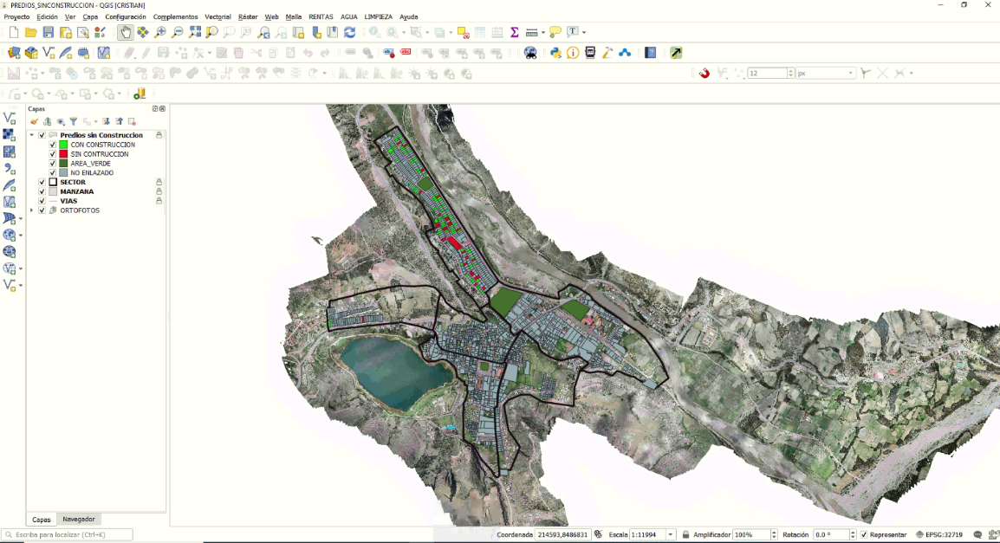 PREDIOS_SINCONSTRUCCION - QGIS [CRISTIAN]
Proyecto Edición Ver Capa Configuración Complementos Vectorial Ráster Web Malla RENTAS AGUA LIMPIEZA Ayuda
12 px
Capas
Predios sin Construccion
CON CONSTRUCCION
SIN CONTRUCCION
AREA_VERDE
NO ENLAZADO
SECTOR
MANZANA
VIAS
ORTOFOTOS
Capas Navegador
Escriba para localizar (Ctrl+K)
Coordenada 214593,8486831 Escala 1:11994 Amplificador 100% Rotación 0.0 ° Representar EPSG:32719